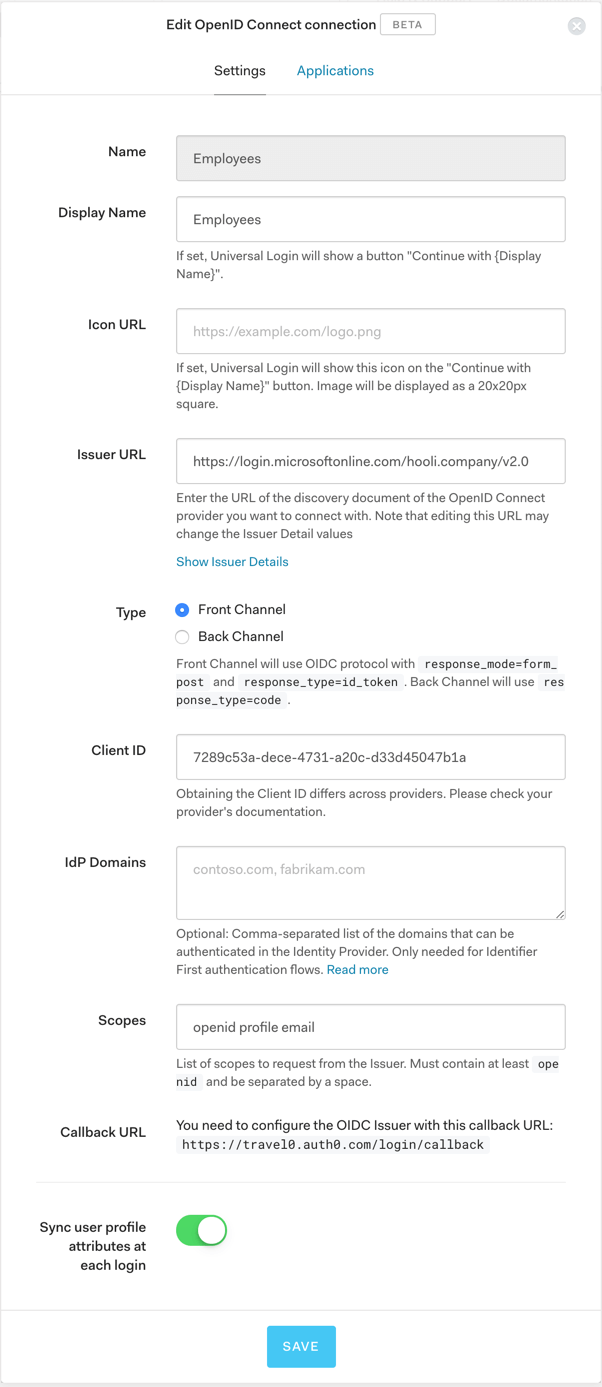 Edit OpenID Connect connection BETA
Settings Applications
Name
Employees
Display Name
Employees
If set, Universal Login will show a button "Continue with {Display
Name}".
Icon URL
https://example.com/logo.png
If set, Universal Login will show this icon on the "Continue with
{Display Name}" button. Image will be displayed as a 20x20px
square.
Issuer URL
https://login.microsoftonline.com/hooli.company/v2.0
Enter the URL of the discovery document of the OpenID Connect
provider you want to connect with. Note that editing this URL may
change the Issuer Detail values
Show Issuer Details
Type
Front Channel
Back Channel
Front Channel will use OIDC protocol with response_mode=form_
post and response_type=id_token . Back Channel will use res
ponse_type=code .
Client ID
7289c53a-dece-4731-a20c-d33d45047b1a
Obtaining the Client ID differs across providers. Please check your
provider's documentation.
IdP Domains
contoso.com, fabrikam.com
Optional: Comma-separated list of the domains that can be
authenticated in the Identity Provider. Only needed for Identifier
First authentication flows. Read more
Scopes
openid profile email
List of scopes to request from the Issuer. Must contain at least ope
nid and be separated by a space.
Callback URL
You need to configure the OIDC Issuer with this callback URL:
https://travel0.auth0.com/login/callback
Sync user profile
attributes at
each login
SAVE